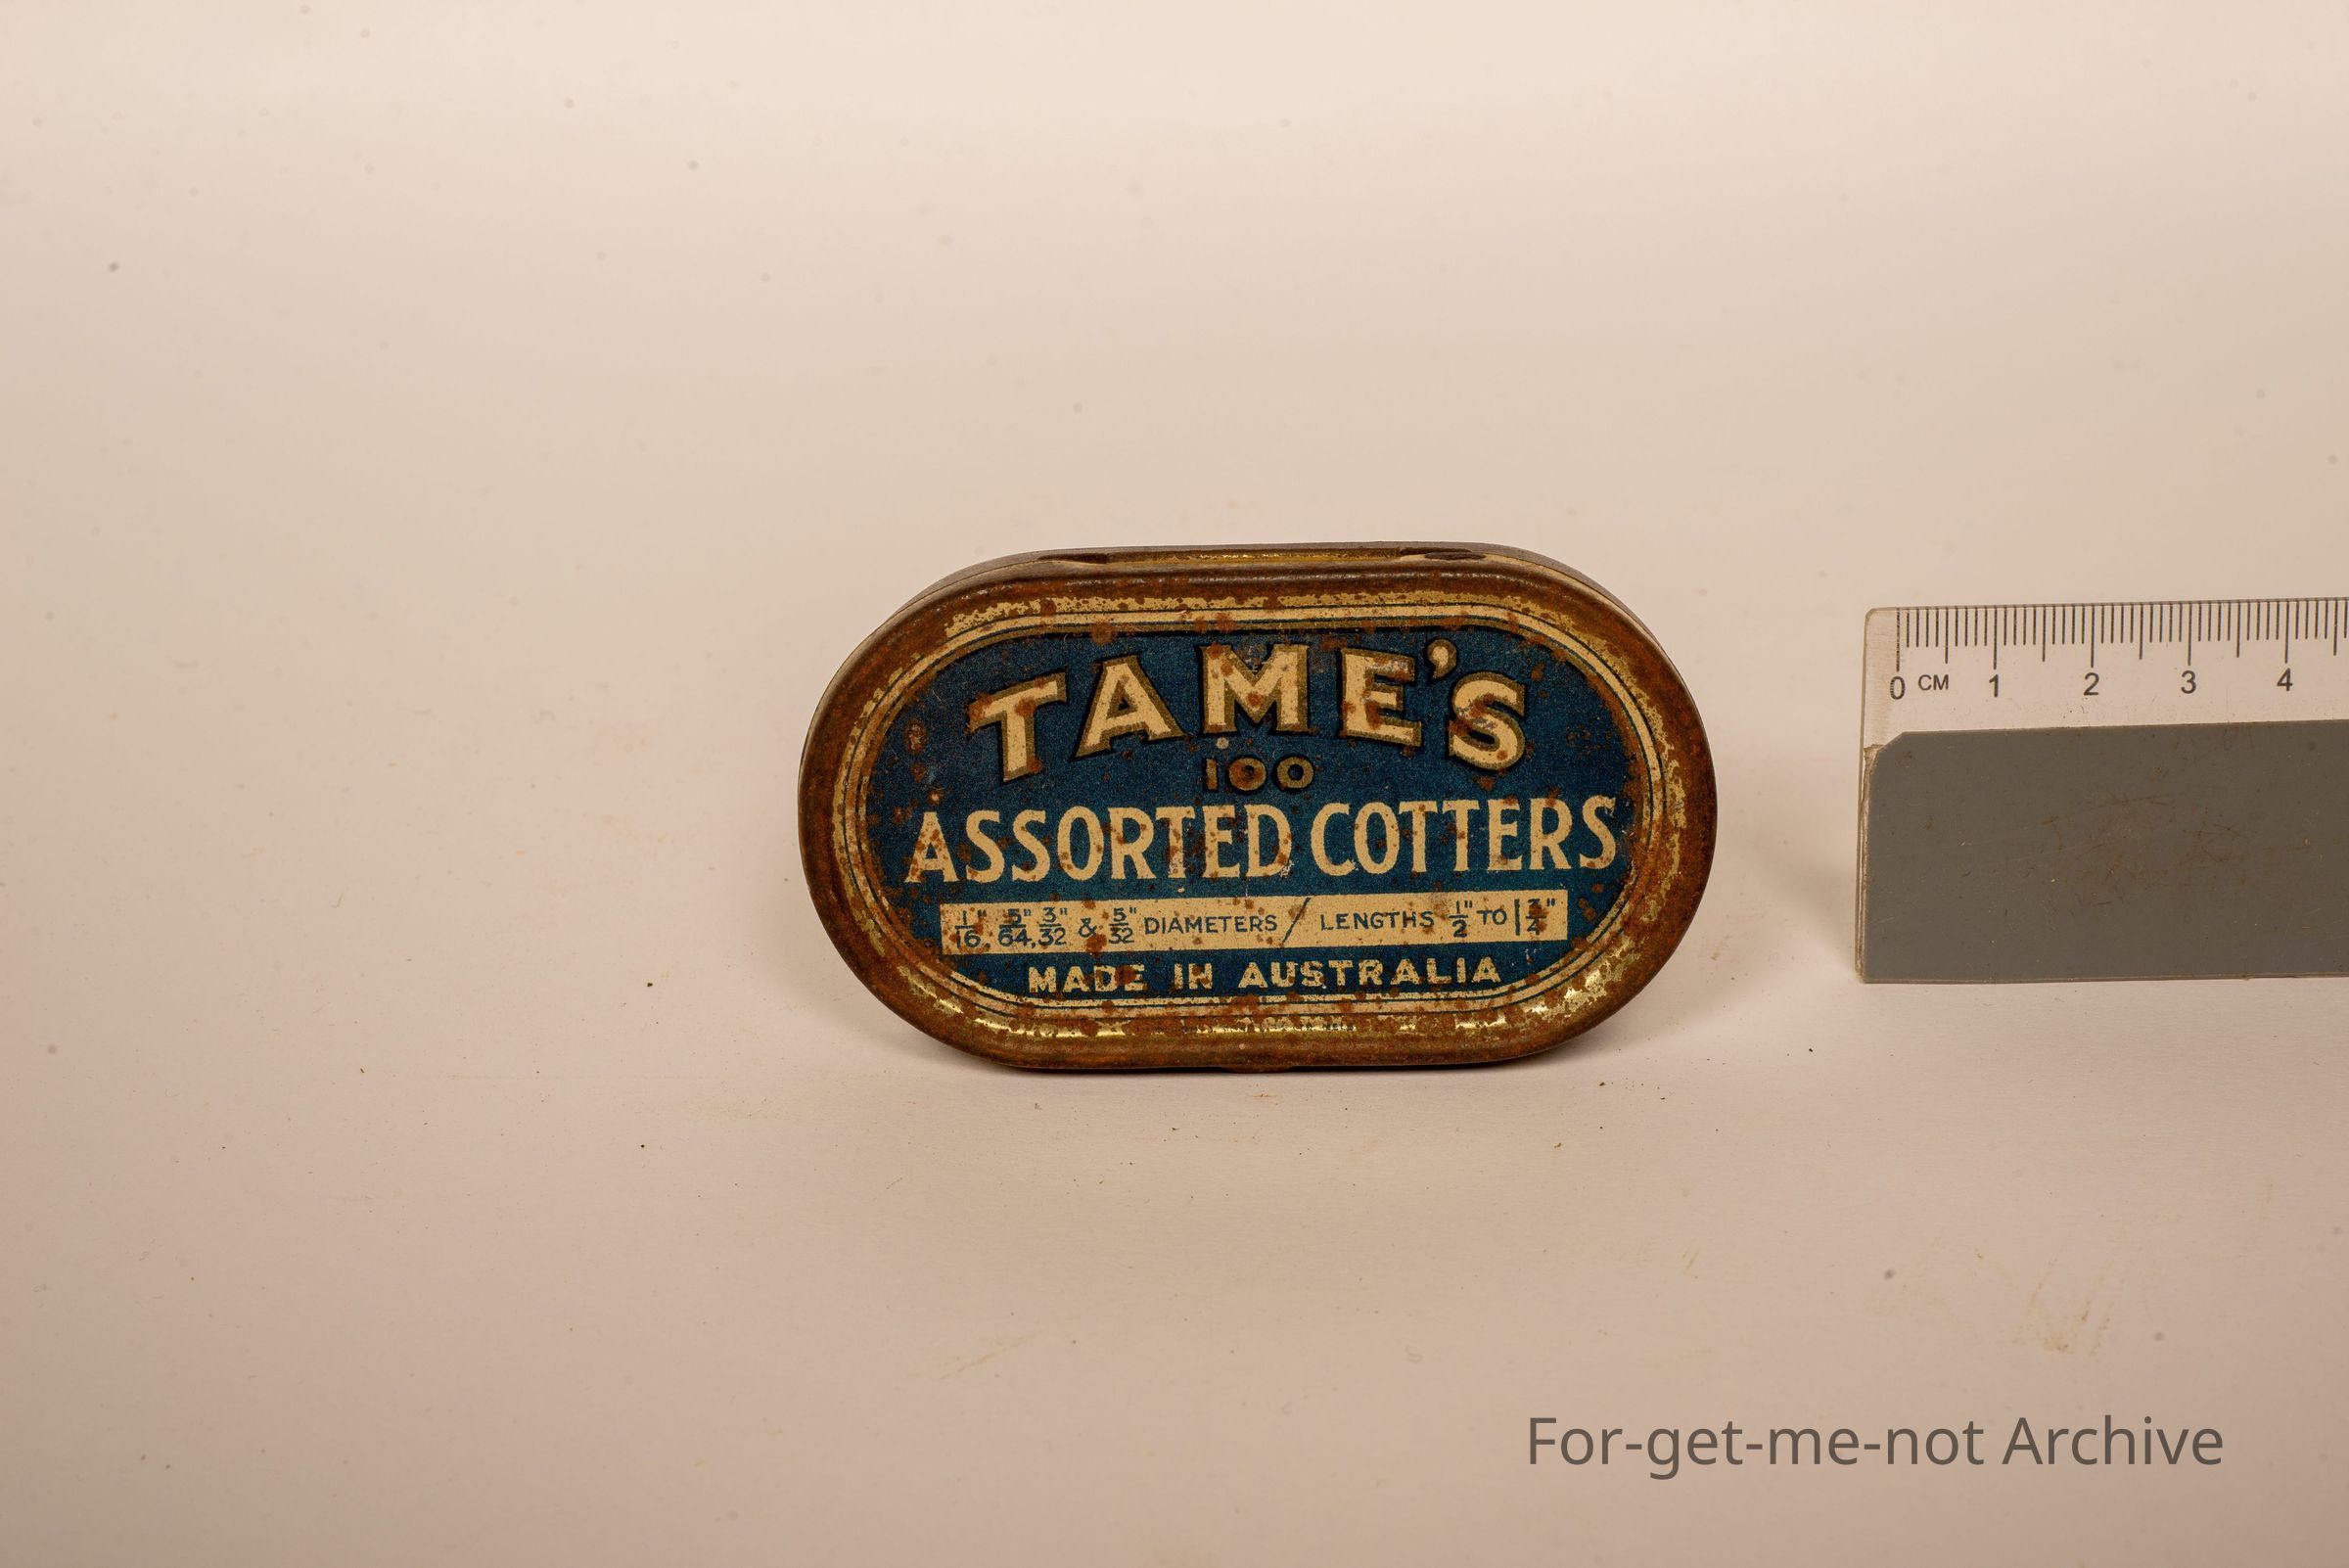 TAME'S
100
ASSORTED COTTERS
1/16", 5/64", 3/32" & 5/32" DIAMETERS / LENGTHS 1/2" TO 1 3/4"
MADE IN AUSTRALIA
0 CM 1 2 3 4
For-get-me-not Archive